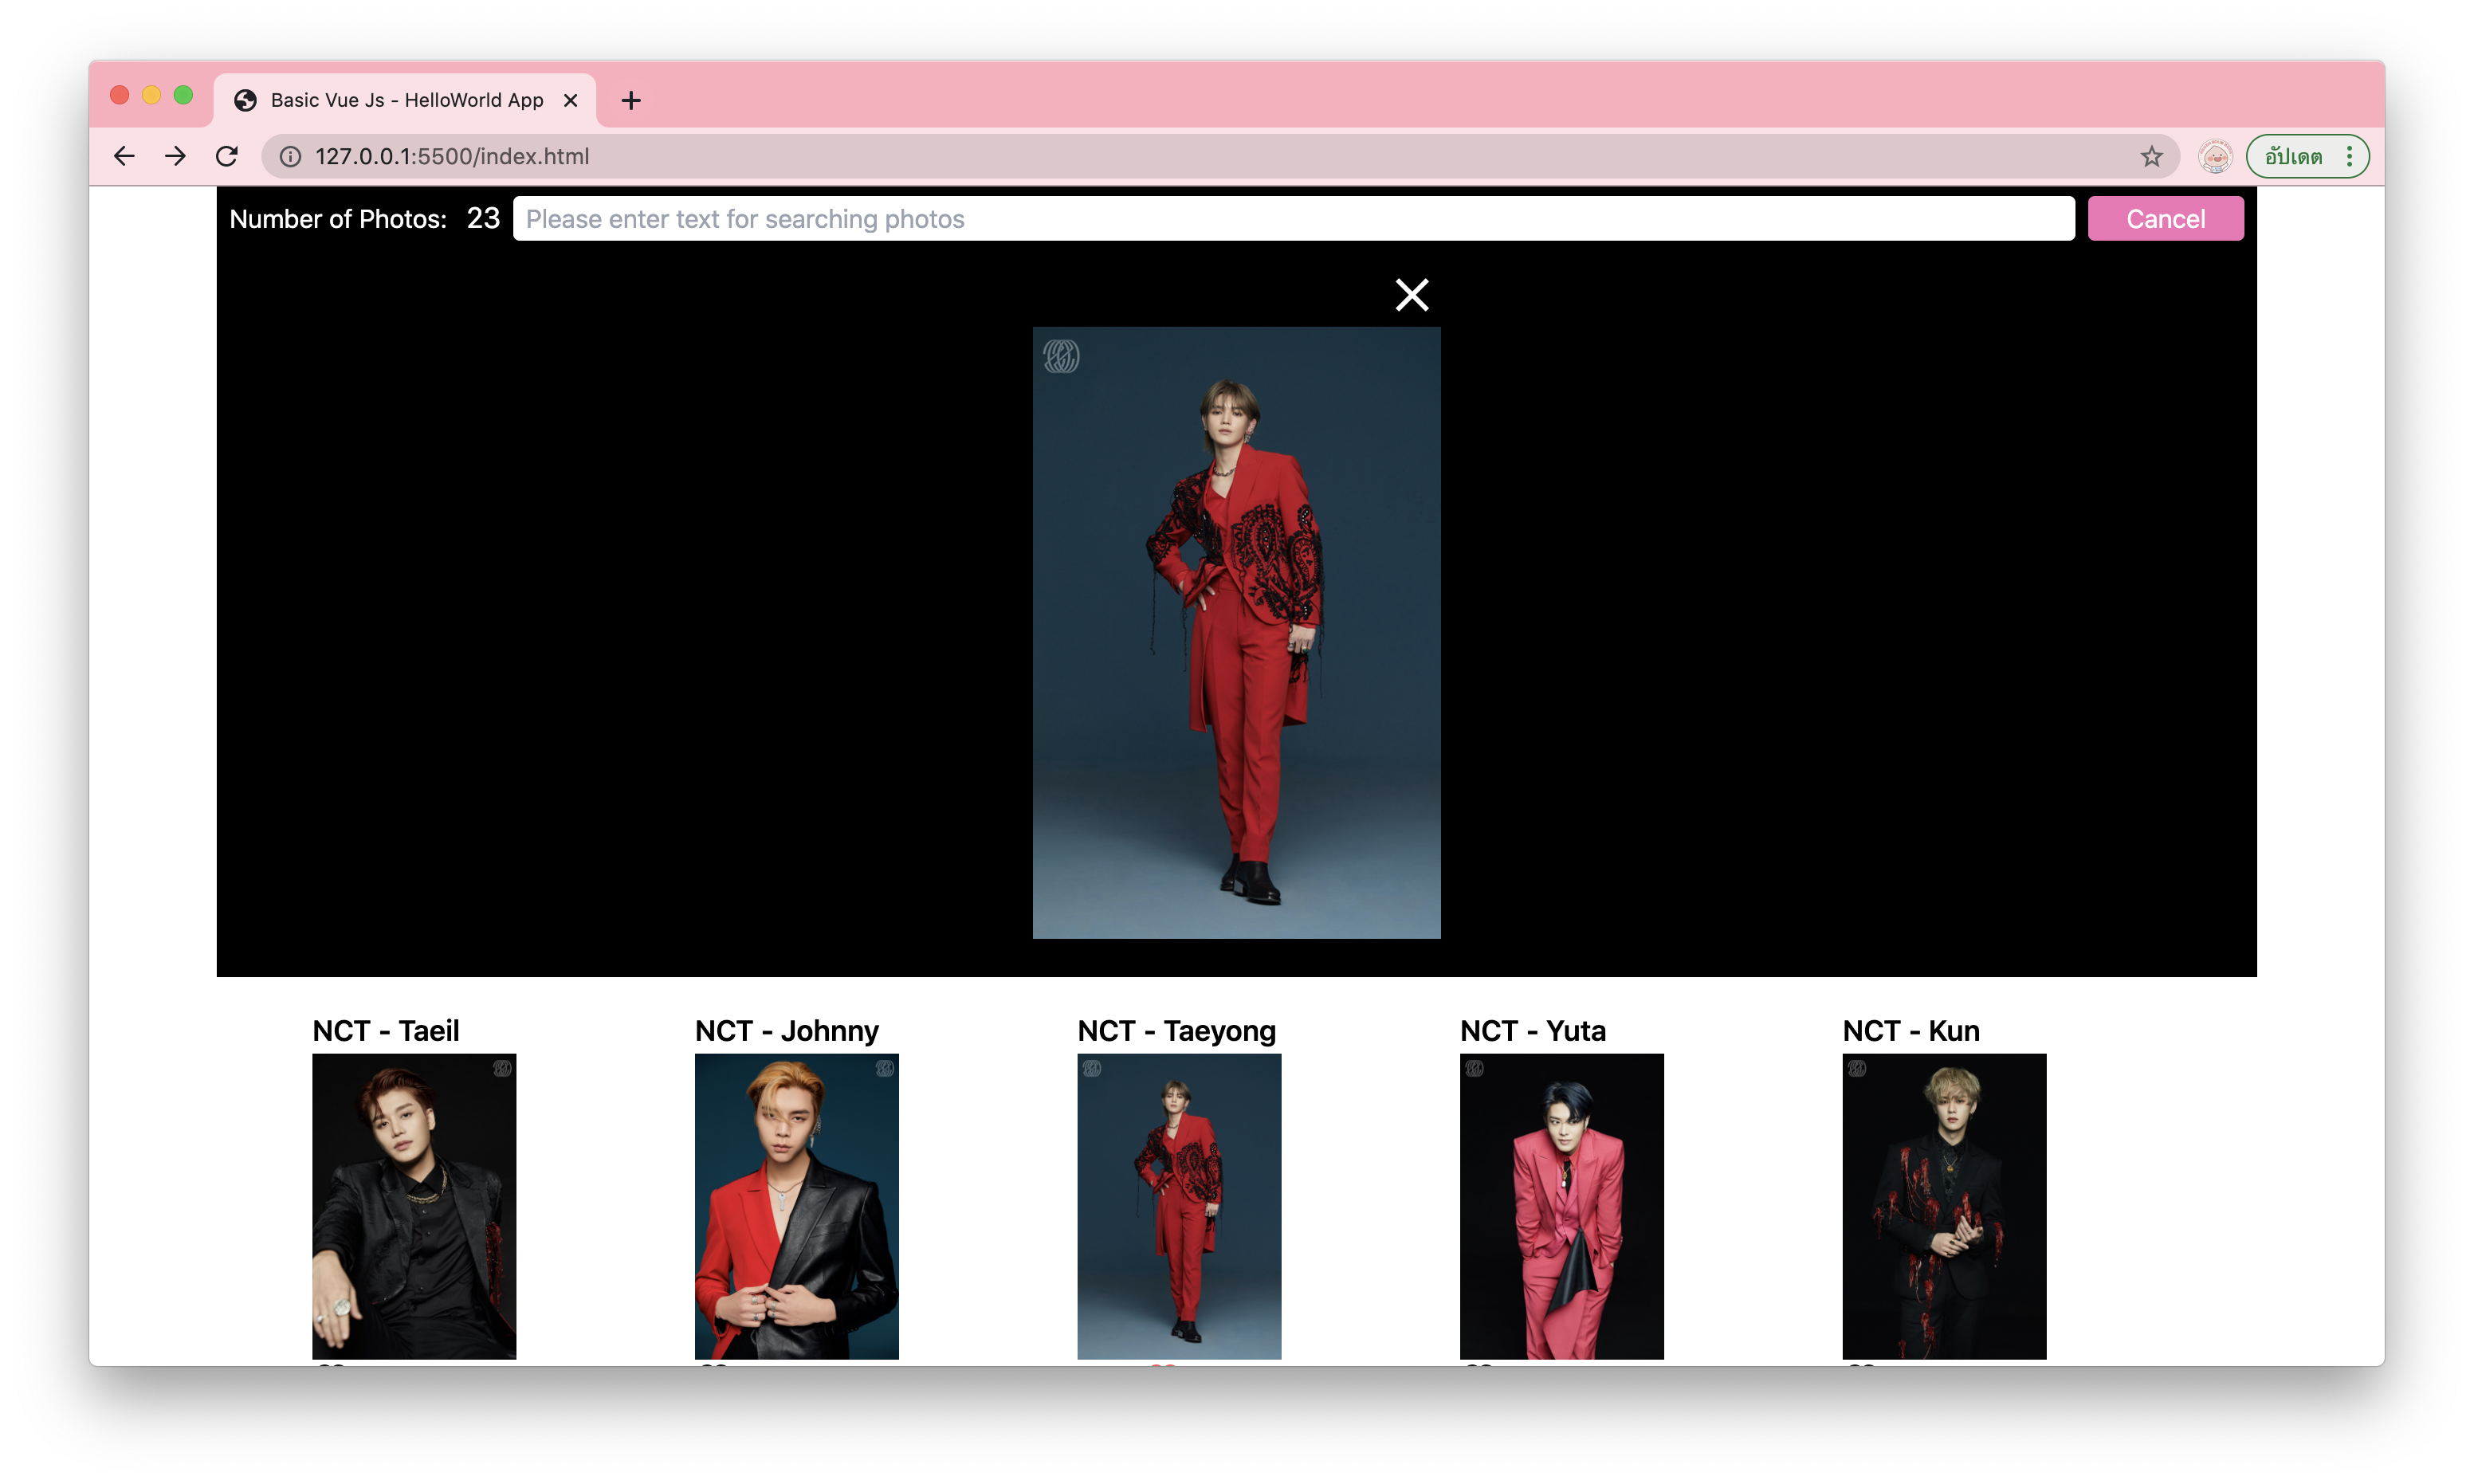 Basic Vue Js - HelloWorld App
127.0.0.1:5500/index.html
อัปเดต
Number of Photos: 23
Please enter text for searching photos
Cancel
NCT - Taeil
NCT - Johnny
NCT - Taeyong
NCT - Yuta
NCT - Kun